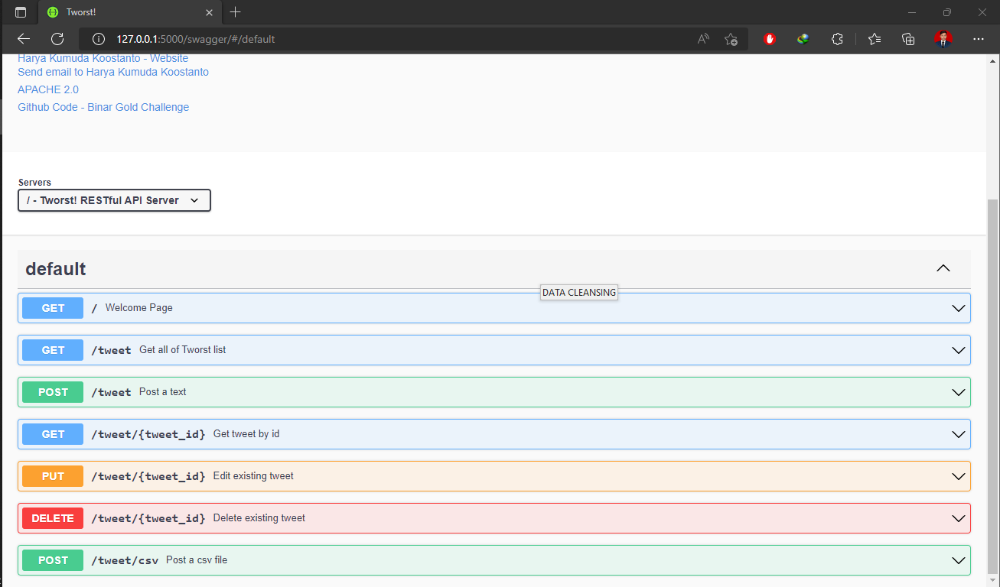 Tworst!
127.0.0.1:5000/swagger/#/default
Harya Kumuda Koostanto - Website
Send email to Harya Kumuda Koostanto
APACHE 2.0
Github Code - Binar Gold Challenge
Servers
/ - Tworst! RESTful API Server
default
DATA CLEANSING
GET / Welcome Page
GET /tweet Get all of Tworst list
POST /tweet Post a text
GET /tweet/{tweet_id} Get tweet by id
PUT /tweet/{tweet_id} Edit existing tweet
DELETE /tweet/{tweet_id} Delete existing tweet
POST /tweet/csv Post a csv file